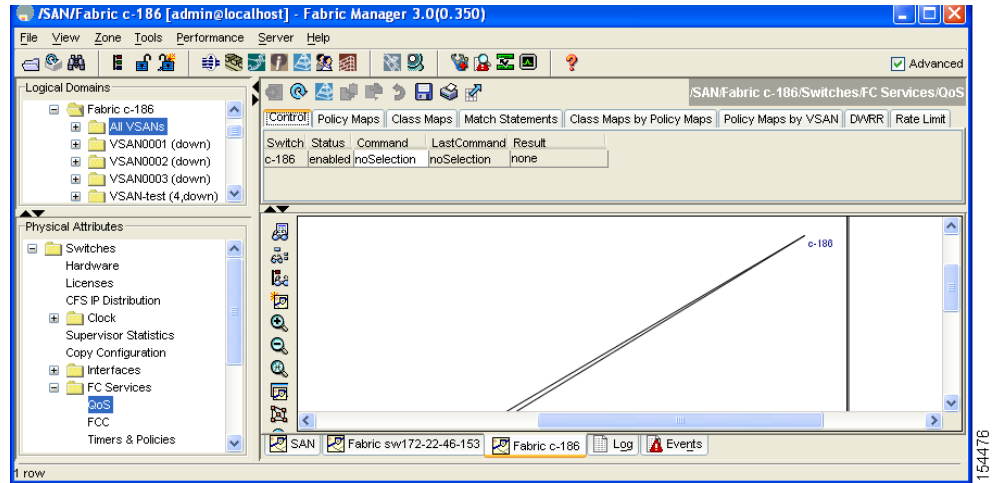 /SAN/Fabric c-186 [admin@localhost] - Fabric Manager 3.0(0.350)
File View Zone Tools Performance Server Help
Advanced
Logical Domains
/SAN/Fabric c-186/Switches/FC Services/QoS
Fabric c-186
All VSANs
VSAN0001 (down)
VSAN0002 (down)
VSAN0003 (down)
VSAN-test (4,down)
Control Policy Maps Class Maps Match Statements Class Maps by Policy Maps Policy Maps by VSAN DWRR Rate Limit
Switch Status Command LastCommand Result
c-186 enabled noSelection noSelection none
Physical Attributes
Switches
Hardware
Licenses
CFS IP Distribution
Clock
Supervisor Statistics
Copy Configuration
Interfaces
FC Services
QoS
FCC
Timers & Policies
c-186
SAN Fabric sw172-22-46-153 Fabric c-186 Log Events
1 row
154476